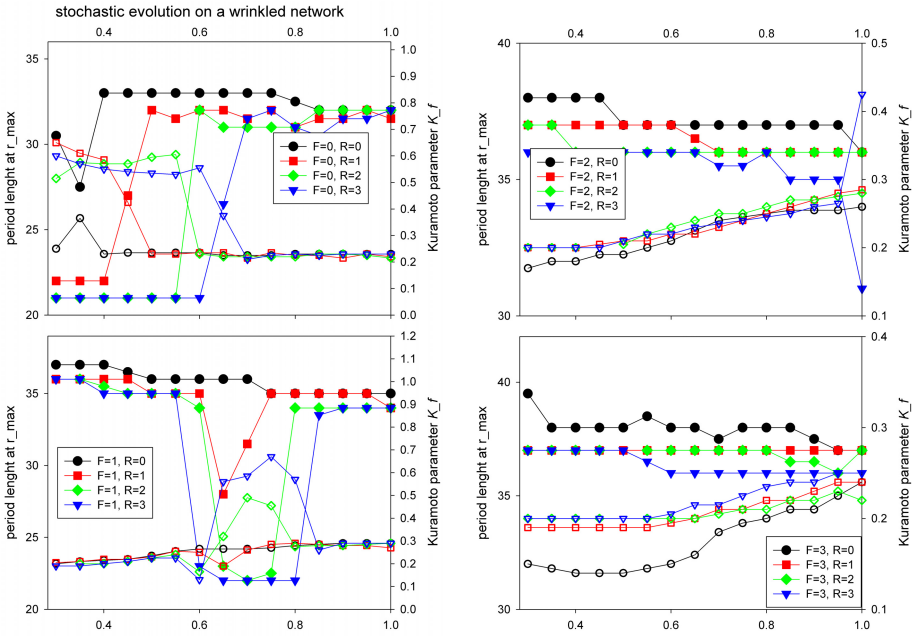 stochastic evolution on a wrinkled network
0.4 0.6 0.8 1.0
period lenght at r_max
35
30
25
20
1.0
0.9
0.8
0.7
0.6
0.5
0.4
0.3
0.2
0.1
0.0
Kuramoto parameter K_f
F=0, R=0
F=0, R=1
F=0, R=2
F=0, R=3
0.4 0.6 0.8 1.0
period lenght at r_max
40
35
30
0.5
0.4
0.3
0.2
0.1
Kuramoto parameter K_f
F=2, R=0
F=2, R=1
F=2, R=2
F=2, R=3
period lenght at r_max
35
30
25
20
1.2
1.1
1.0
0.9
0.8
0.7
0.6
0.5
0.4
0.3
0.2
0.1
0.0
Kuramoto parameter K_f
F=1, R=0
F=1, R=1
F=1, R=2
F=1, R=3
0.4 0.6 0.8 1.0
period lenght at r_max
40
35
30
0.4
0.3
0.2
0.1
Kuramoto parameter K_f
F=3, R=0
F=3, R=1
F=3, R=2
F=3, R=3
0.4 0.6 0.8 1.0